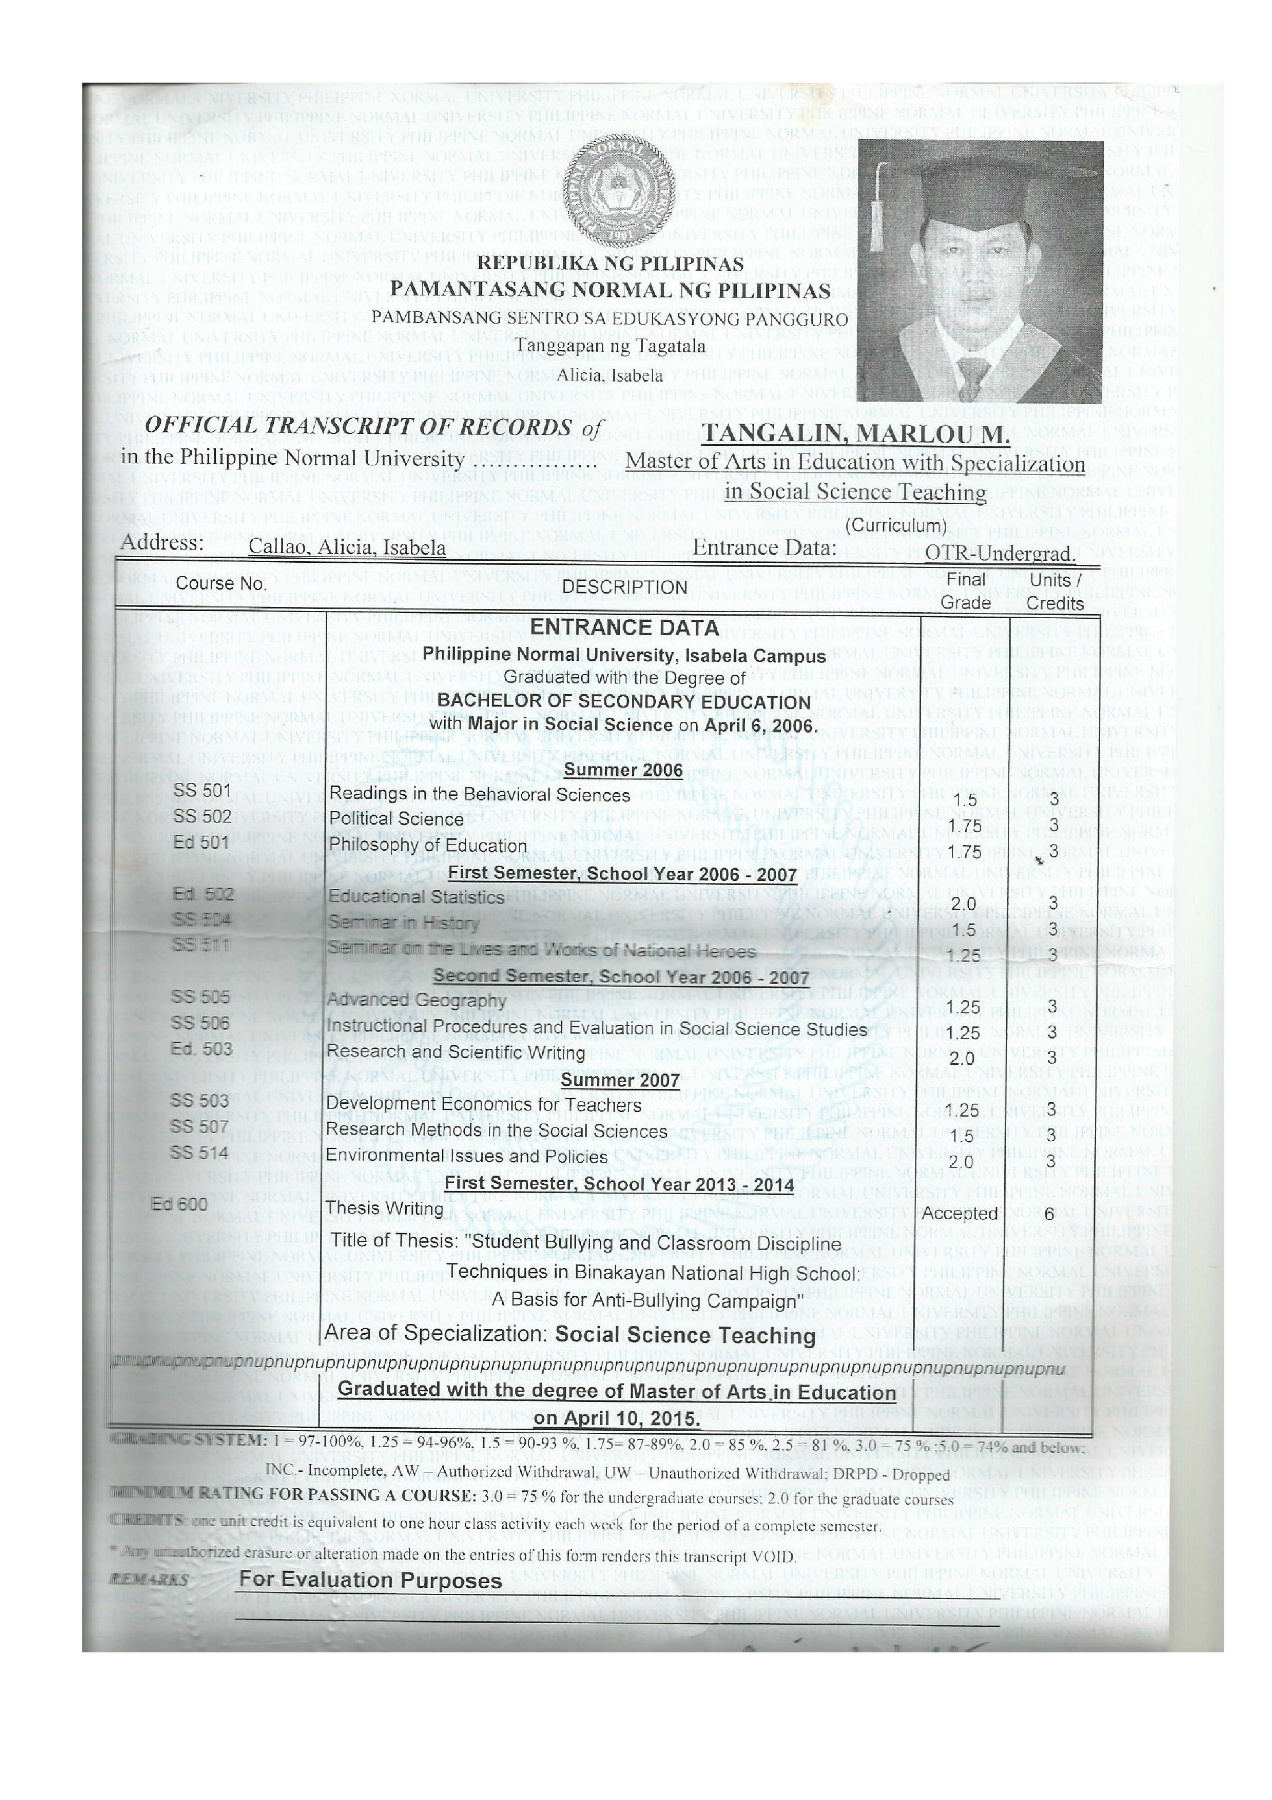 REPUBLIKA NG PILIPINAS
PAMANTASANG NORMAL NG PILIPINAS
PAMBANSANG SENTRO SA EDUKASYONG PANGGURO
Tanggapan ng Tagatala
Alicia, Isabela
OFFICIAL TRANSCRIPT OF RECORDS of TANGALIN, MARLOU M.
in the Philippine Normal University ............... Master of Arts in Education with Specialization
in Social Science Teaching
(Curriculum)
Address: Callao, Alicia, Isabela Entrance Data: OTR-Undergrad.
Course No. DESCRIPTION Final Grade Units / Credits
ENTRANCE DATA
Philippine Normal University, Isabela Campus
Graduated with the Degree of
BACHELOR OF SECONDARY EDUCATION
with Major in Social Science on April 6, 2006.
Summer 2006
SS 501 Readings in the Behavioral Sciences 1.5 3
SS 502 Political Science 1.75 3
Ed 501 Philosophy of Education 1.75 3
First Semester, School Year 2006 - 2007
Ed. 502 Educational Statistics 2.0 3
SS 504 Seminar in History 1.5 3
SS 511 Seminar on the Lives and Works of National Heroes 1.25 3
Second Semester, School Year 2006 - 2007
SS 505 Advanced Geography 1.25 3
SS 506 Instructional Procedures and Evaluation in Social Science Studies 1.25 3
Ed. 503 Research and Scientific Writing 2.0 3
Summer 2007
SS 503 Development Economics for Teachers 1.25 3
SS 507 Research Methods in the Social Sciences 1.5 3
SS 514 Environmental Issues and Policies 2.0 3
First Semester, School Year 2013 - 2014
Ed 600 Thesis Writing Accepted 6
Title of Thesis: "Student Bullying and Classroom Discipline
Techniques in Binakayan National High School:
A Basis for Anti-Bullying Campaign"
Area of Specialization: Social Science Teaching
pnupnupnupnupnupnupnupnupnupnupnupnupnupnupnupnupnupnupnupnupnupnupnupnupnupnupnupnupnupnupnupnupnupnupnu
Graduated with the degree of Master of Arts in Education
on April 10, 2015.
GRADING SYSTEM: 1 = 97-100%, 1.25 = 94-96%, 1.5 = 90-93 %, 1.75= 87-89%, 2.0 = 85 %, 2.5 = 81 %, 3.0 = 75 % ;5.0 = 74% and below;
INC.- Incomplete, AW – Authorized Withdrawal, UW – Unauthorized Withdrawal; DRPD - Dropped
MINIMUM RATING FOR PASSING A COURSE: 3.0 = 75 % for the undergraduate courses; 2.0 for the graduate courses
CREDITS: one unit credit is equivalent to one hour class activity each week for the period of a complete semester.
* Any unauthorized erasure or alteration made on the entries of this form renders this transcript VOID.
REMARKS For Evaluation Purposes